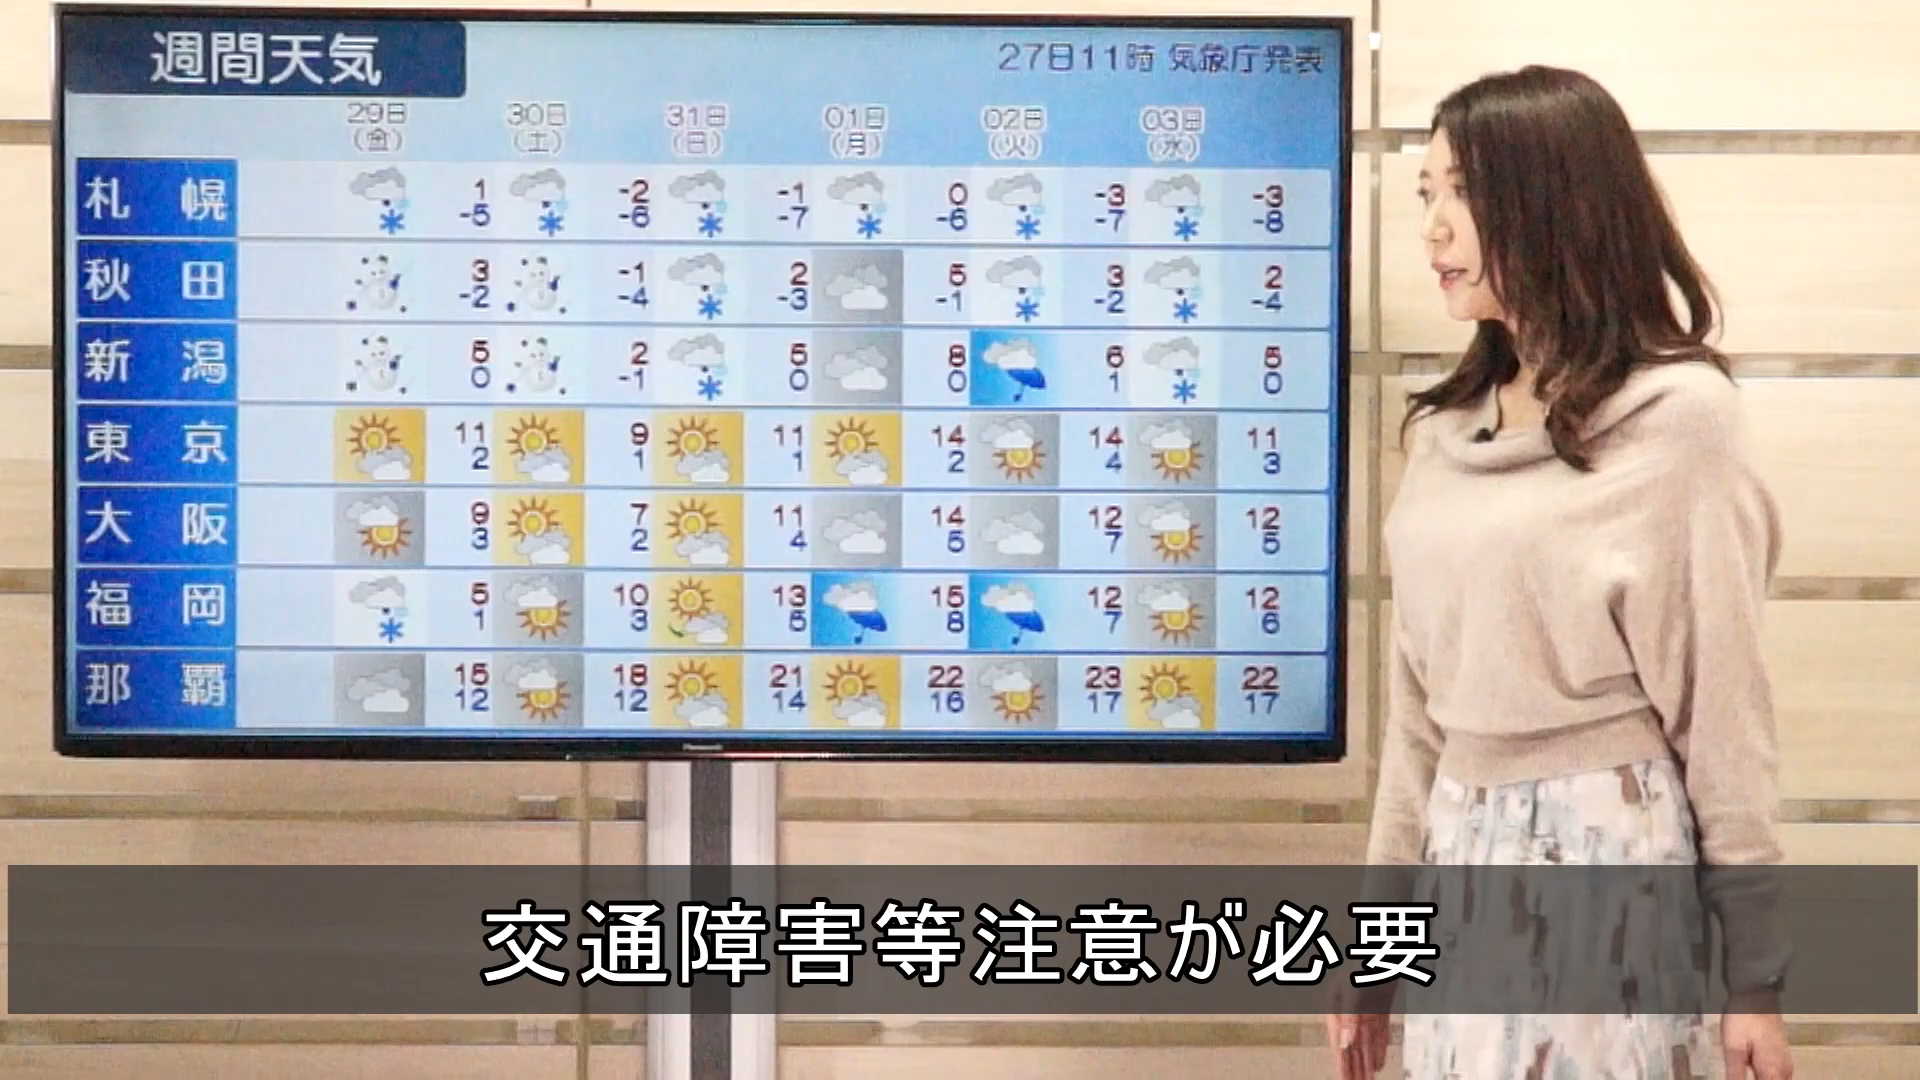 週間天気
27日11時 気象庁発表
29日 30日 31日 01日 02日 03日
(金) (土) (日) (月) (火) (水)
札幌 1 -2 -1 0 -3 -3
-5 -6 -7 -6 -7 -8
秋田 3 -1 2 5 3 2
-2 -4 -3 -1 -2 -4
新潟 5 2 5 8 6 5
0 -1 0 0 1 0
東京 11 9 11 14 14 11
2 1 1 2 4 3
大阪 9 7 11 14 12 12
3 2 4 5 7 5
福岡 5 10 13 15 12 12
1 3 5 8 7 6
那覇 15 18 21 22 23 22
12 12 14 16 17 17
Panasonic
交通障害等注意が必要